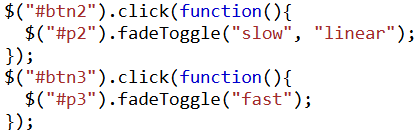 $("#btn2").click(function(){
  $("#p2").fadeToggle("slow", "linear");
});
$("#btn3").click(function(){
  $("#p3").fadeToggle("fast");
});